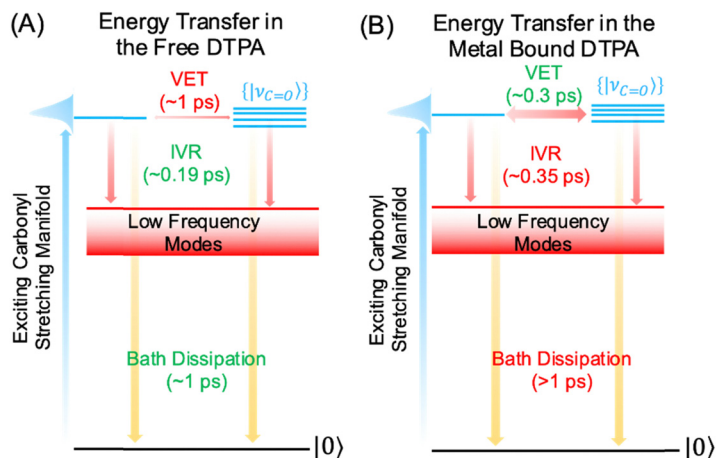 (A)
Energy Transfer in
the Free DTPA
VET
(~1 ps)
{|ν_{C=O}⟩}
IVR
(~0.19 ps)
Low Frequency
Modes
Exciting Carbonyl
Stretching Manifold
Bath Dissipation
(~1 ps)
|0⟩
(B)
Energy Transfer in the
Metal Bound DTPA
VET
(~0.3 ps)
{|ν_{C=O}⟩}
IVR
(~0.35 ps)
Low Frequency
Modes
Exciting Carbonyl
Stretching Manifold
Bath Dissipation
(>1 ps)
|0⟩